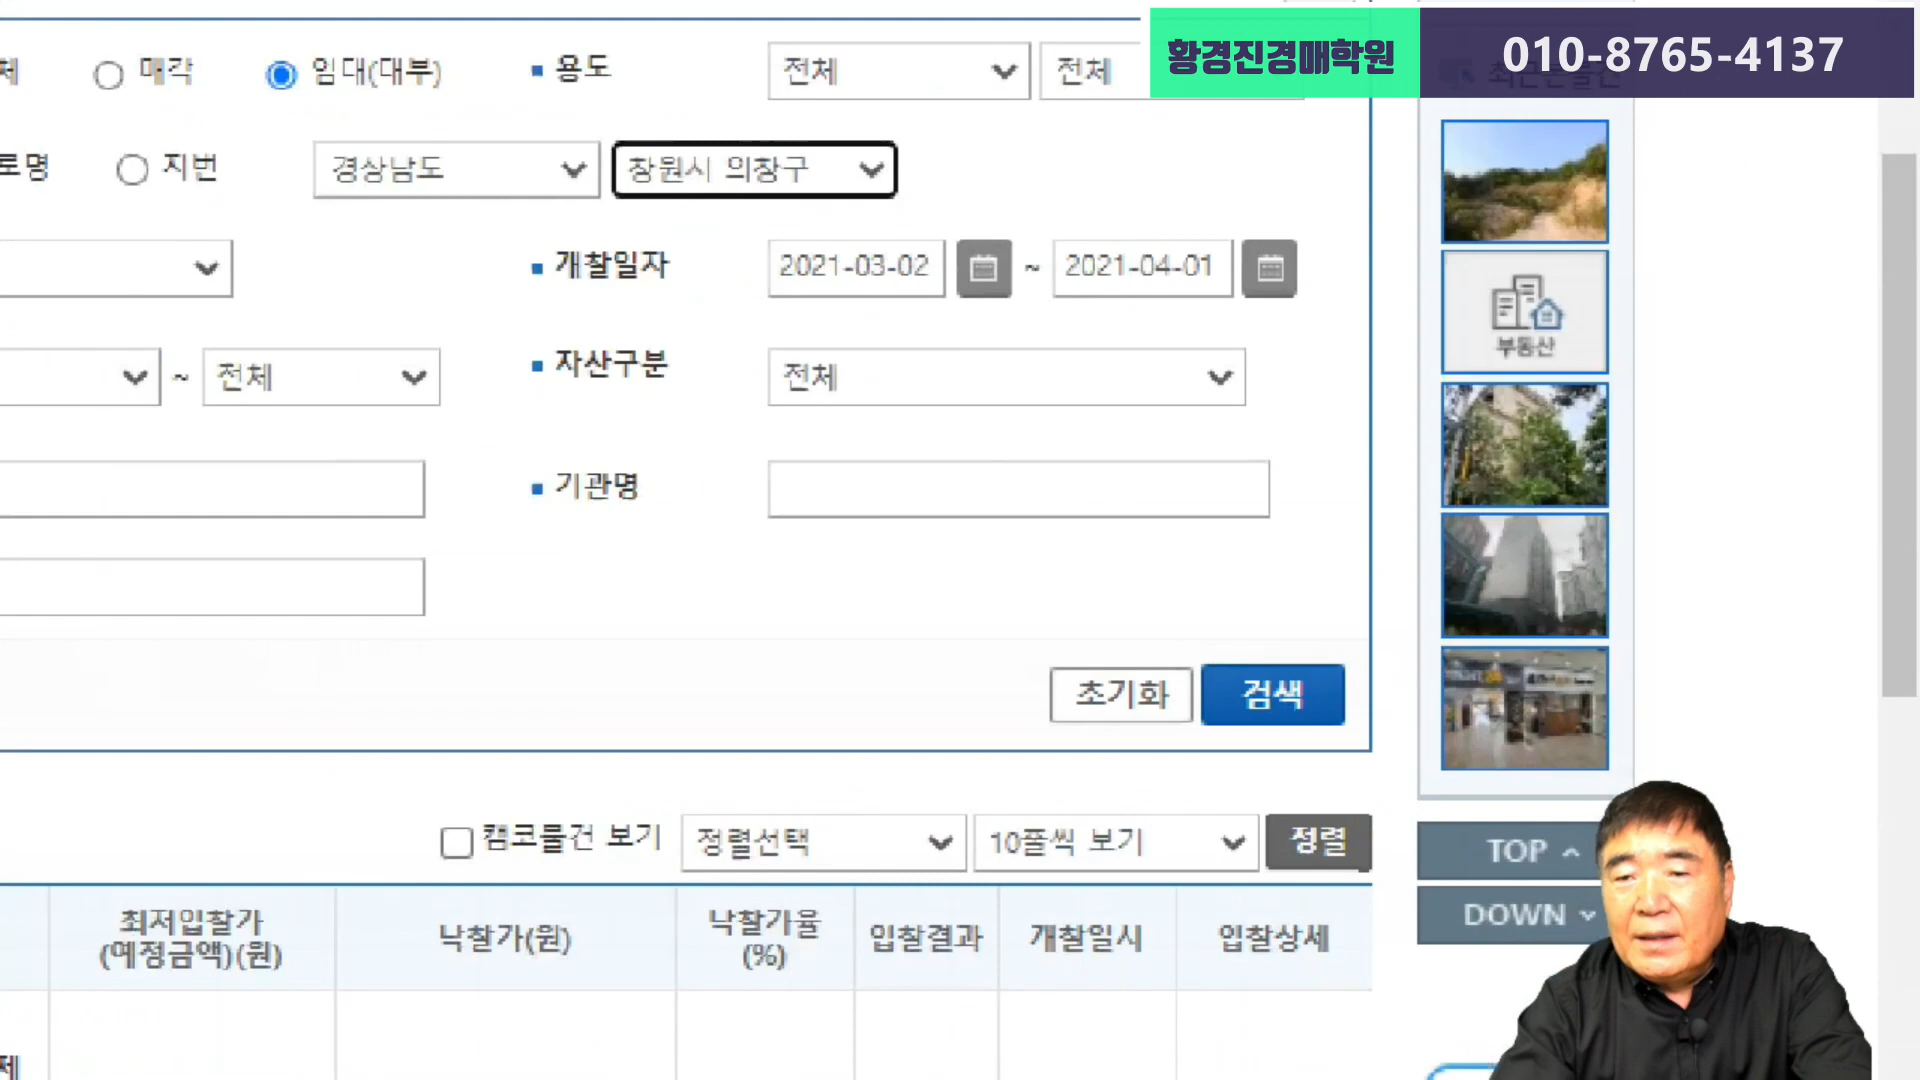 황경진경매학원 010-8765-4137
체 매각 임대(대부) 용도 전체 전체
로명 지번 경상남도 창원시 의창구
개찰일자 2021-03-02 ~ 2021-04-01
~ 전체 자산구분 전체
기관명
초기화 검색
부동산
캠코물건 보기 정렬선택 10줄씩 보기 정렬
TOP
DOWN
최저입찰가
(예정금액)(원)
낙찰가(원)
낙찰가율
(%)
입찰결과 개찰일시 입찰상세